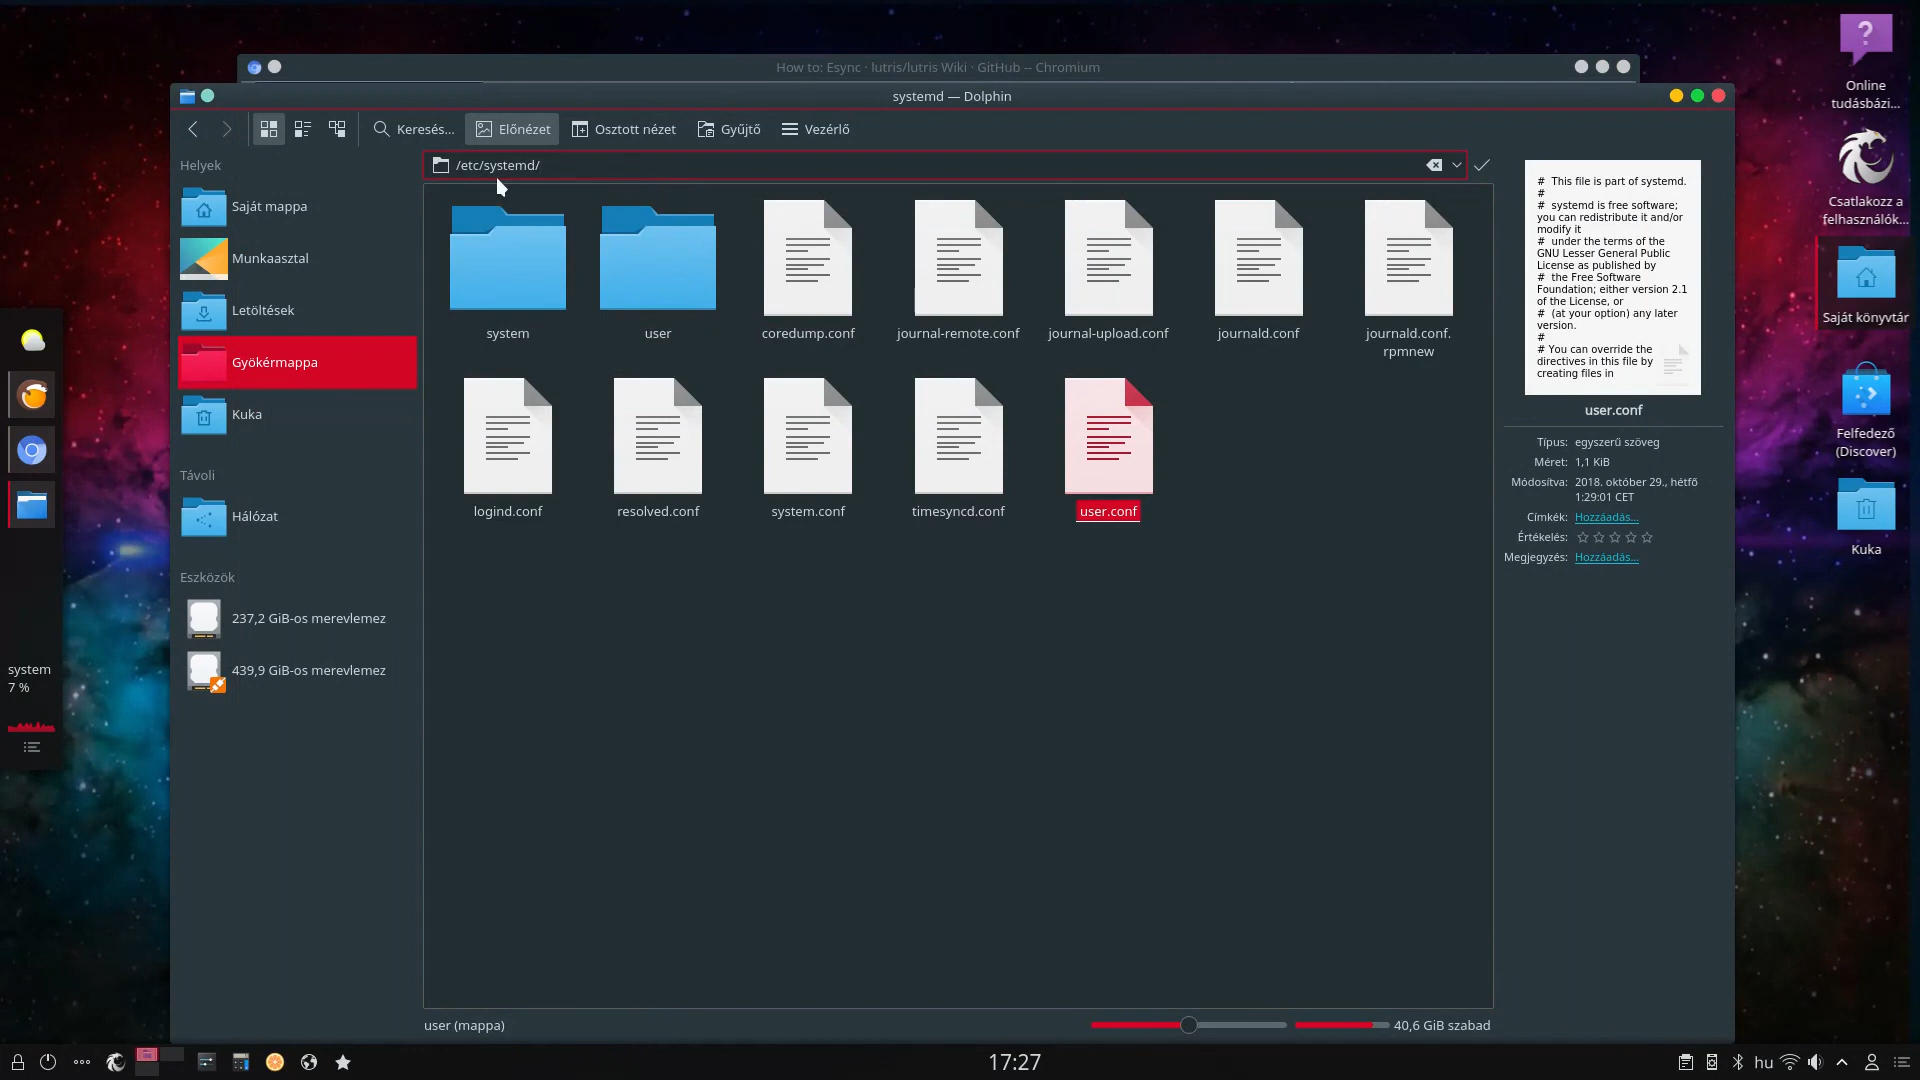 How to: Esync · lutris/lutris Wiki · GitHub -- Chromium
systemd — Dolphin
Keresés...
Előnézet
Osztott nézet
Gyűjtő
Vezérlő
Helyek
Saját mappa
Munkaasztal
Letöltések
Gyökérmappa
Kuka
Távoli
Hálózat
Eszközök
237,2 GiB-os merevlemez
439,9 GiB-os merevlemez
/etc/systemd/
system
user
coredump.conf
journal-remote.conf
journal-upload.conf
journald.conf
journald.conf.
rpmnew
logind.conf
resolved.conf
system.conf
timesyncd.conf
user.conf
# This file is part of systemd.
#
# systemd is free software;
you can redistribute it and/or
modify it
# under the terms of the
GNU Lesser General Public
License as published by
# the Free Software
Foundation; either version 2.1
of the License, or
# (at your option) any later
version.
#
# You can override the
directives in this file by
creating files in
user.conf
Típus: egyszerű szöveg
Méret: 1,1 KiB
Módosítva: 2018. október 29., hétfő
1:29:01 CET
Címkék: Hozzáadás...
Értékelés:
Megjegyzés: Hozzáadás...
user (mappa)
40,6 GiB szabad
?
Online
tudásbázi...
Csatlakozz a
felhasználók...
Saját könyvtár
Felfedező
(Discover)
Kuka
system
7 %
17:27
hu